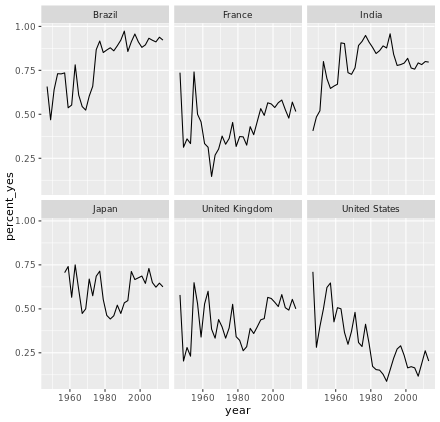 Brazil France India
1.00
0.75
0.50
0.25
Japan United Kingdom United States
1.00
0.75
0.50
0.25
percent_yes
1960 1980 2000 1960 1980 2000 1960 1980 2000
year